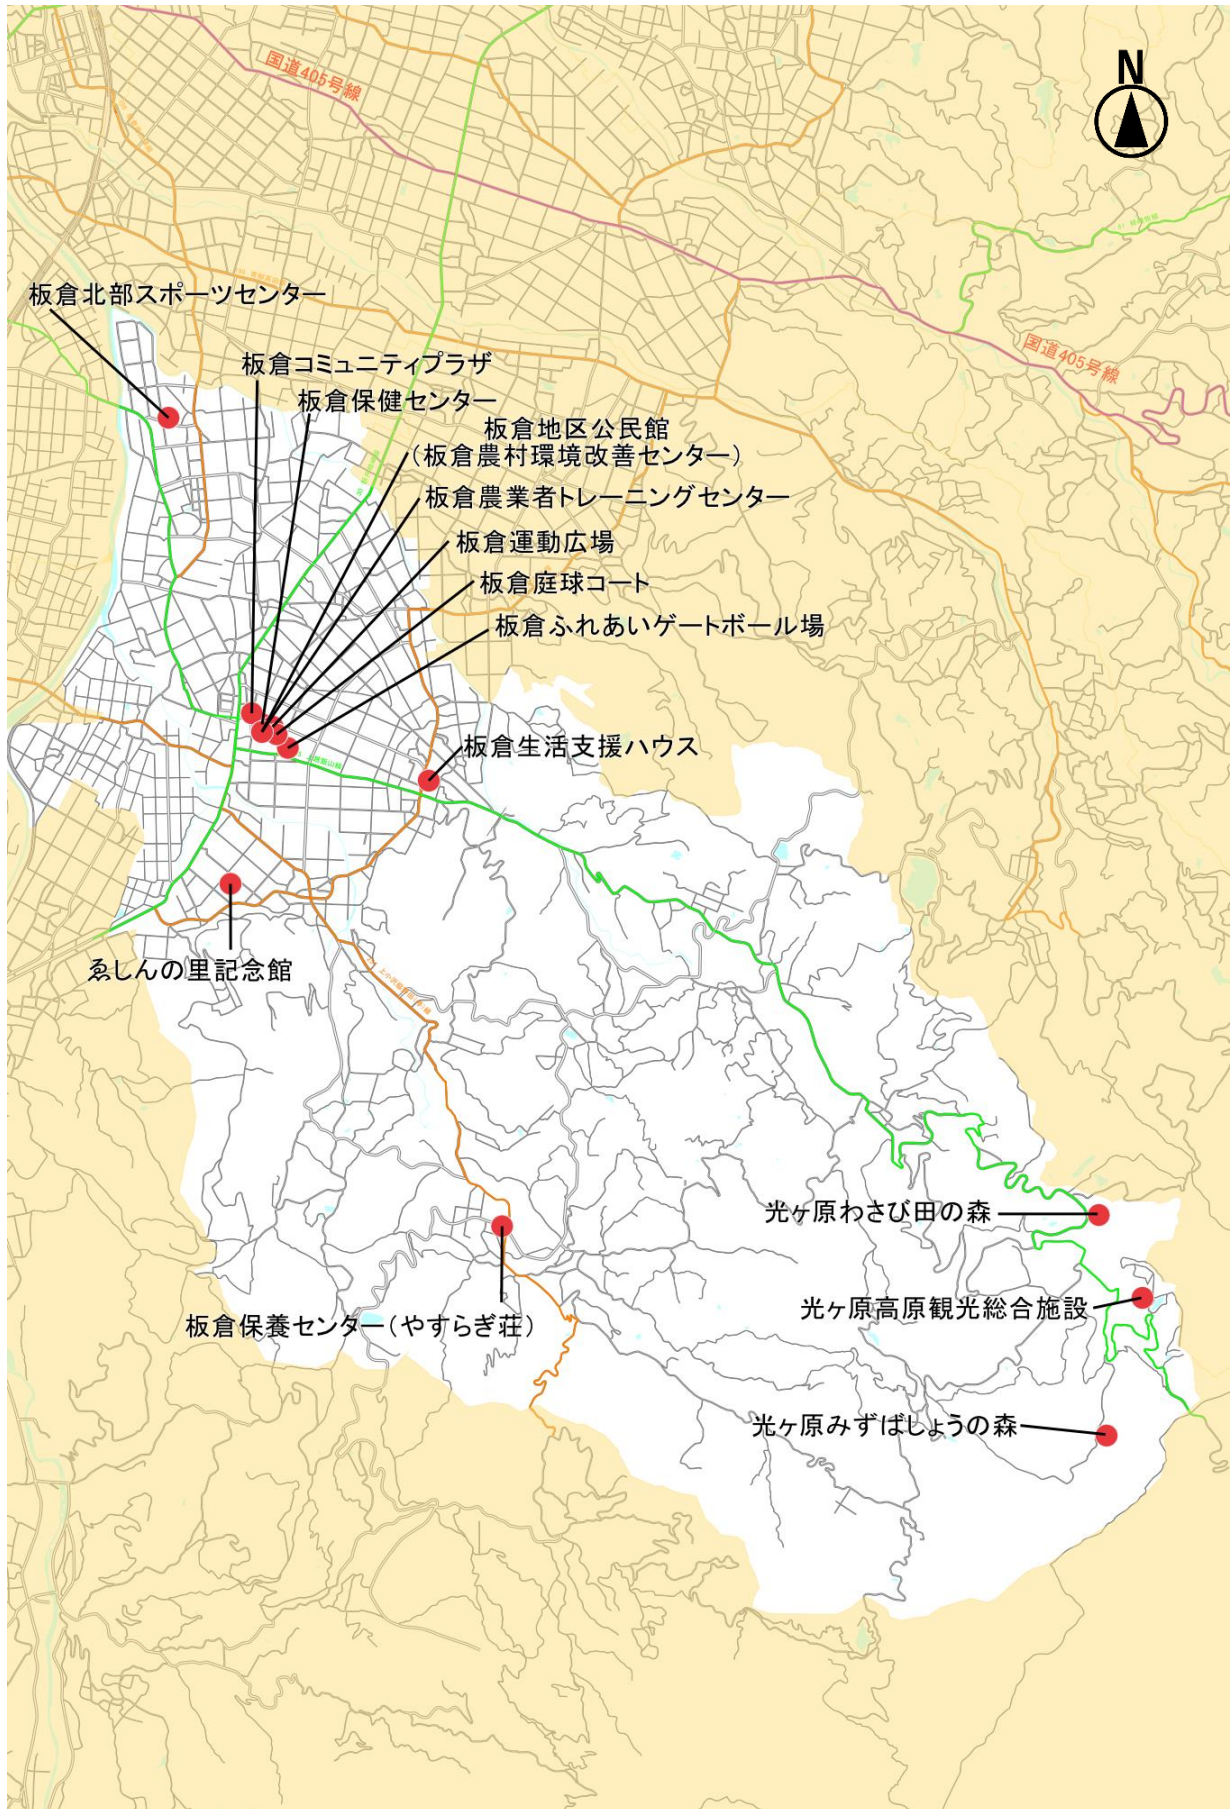 国道405号線
N
板倉北部スポーツセンター
国道405号線
板倉コミュニティプラザ
板倉保健センター
板倉地区公民館
(板倉農村環境改善センター)
板倉農業者トレーニングセンター
板倉運動広場
板倉庭球コート
板倉ふれあいゲートボール場
板倉生活支援ハウス
ゑしんの里記念館
光ヶ原わさび田の森
光ヶ原高原観光総合施設
板倉保養センター(やすらぎ荘)
光ヶ原みずばしょうの森